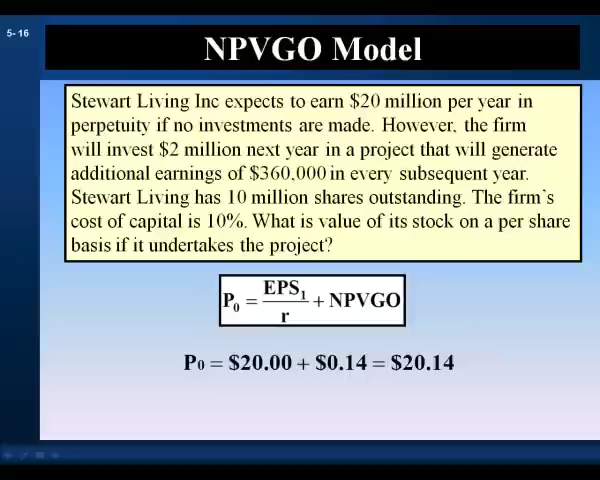 5- 16
NPVGO Model
Stewart Living Inc expects to earn $20 million per year in
perpetuity if no investments are made. However, the firm
will invest $2 million next year in a project that will generate
additional earnings of $360,000 in every subsequent year.
Stewart Living has 10 million shares outstanding. The firm`s
cost of capital is 10%. What is value of its stock on a per share
basis if it undertakes the project?
P₀ = EPS₁ / r + NPVGO
P₀ = $20.00 + $0.14 = $20.14